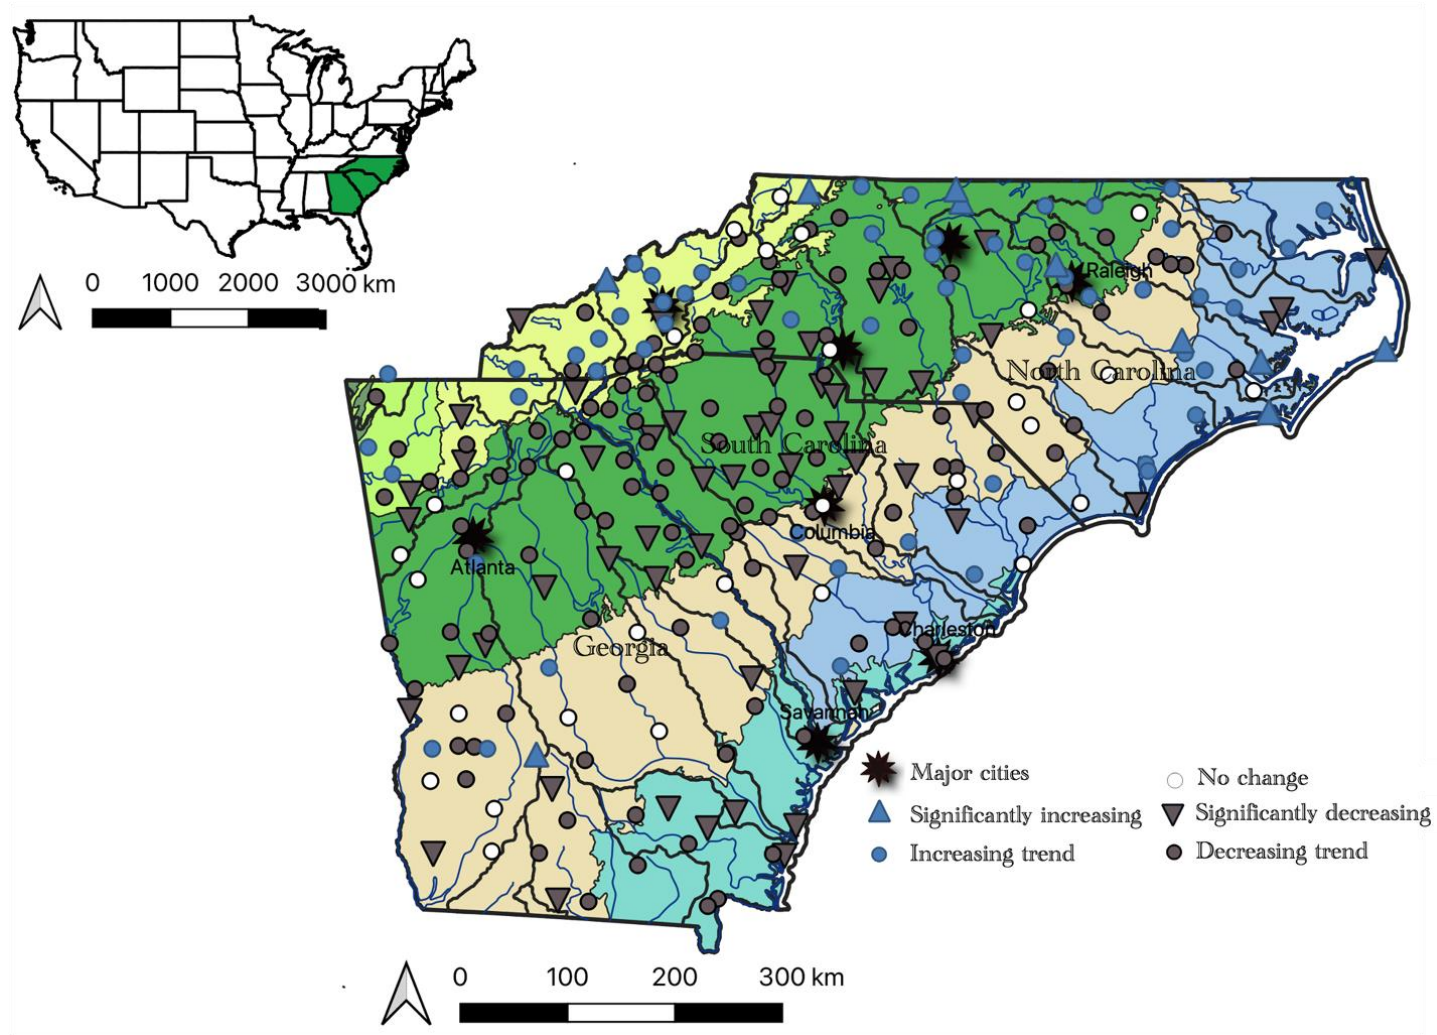 0 1000 2000 3000 km
Raleigh
North Carolina
South Carolina
Columbia
Atlanta
Charleston
Georgia
Savannah
Major cities
No change
Significantly increasing
Significantly decreasing
Increasing trend
Decreasing trend
0 100 200 300 km